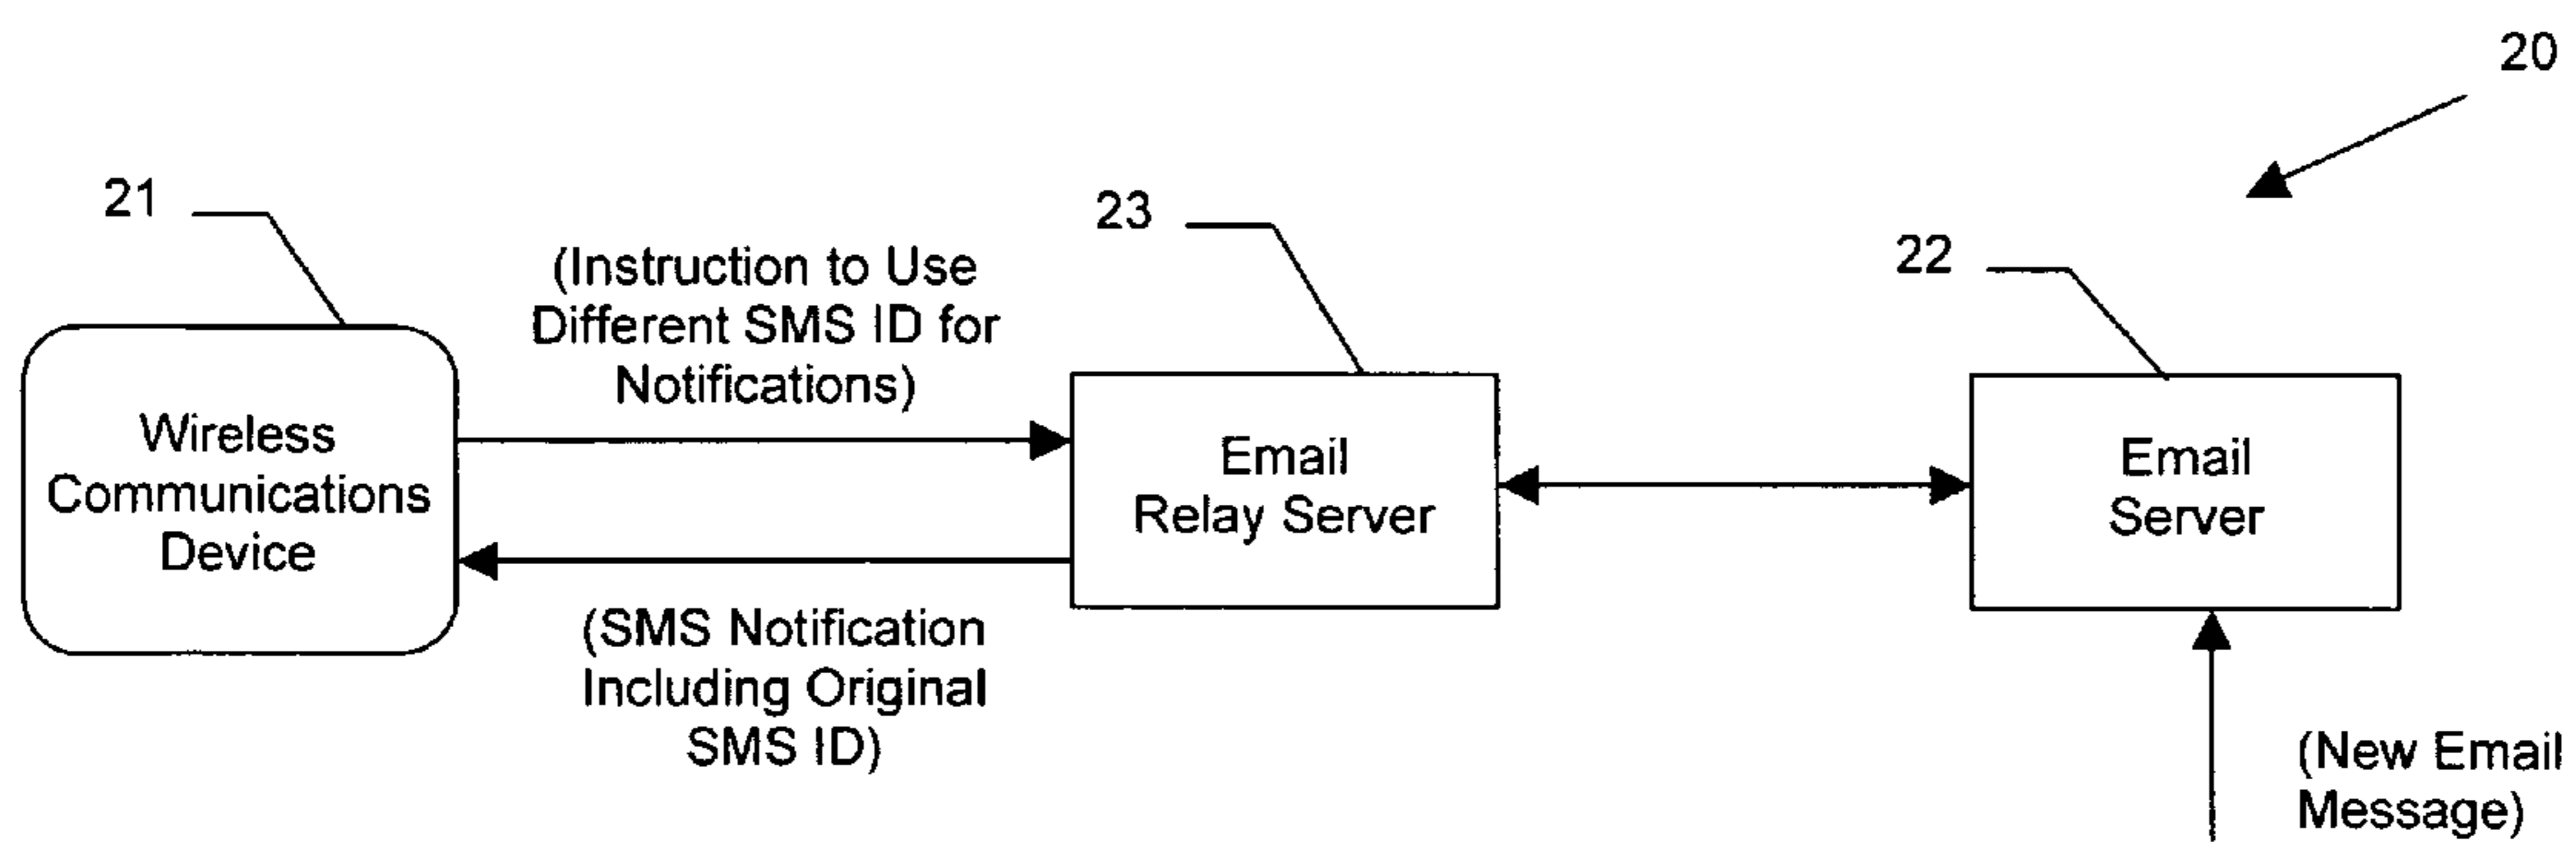 20
21
23
22
(Instruction to Use
Different SMS ID for
Notifications)
Wireless
Communications
Device
Email
Relay Server
Email
Server
(SMS Notification
Including Original
SMS ID)
(New Email
Message)